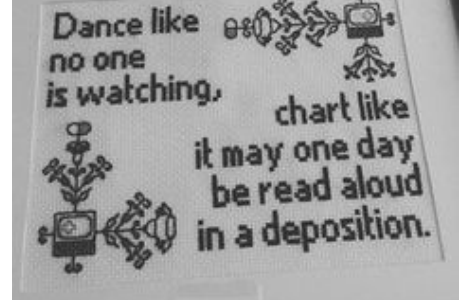 Dance like
no one
is watching,
chart like
it may one day
be read aloud
in a deposition.